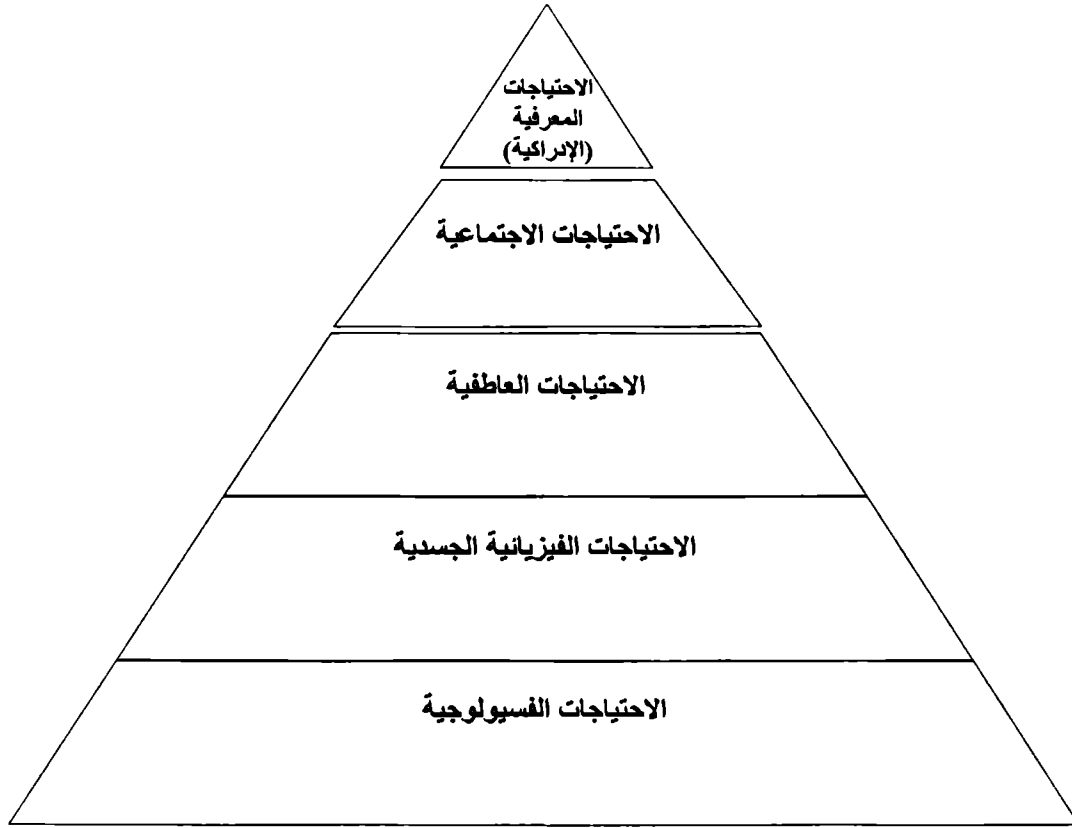 الاحتياجات
المعرفية
(الإدراكية)
الاحتياجات الاجتماعية
الاحتياجات العاطفية
الاحتياجات الفيزيائية الجسدية
الاحتياجات الفسيولوجية